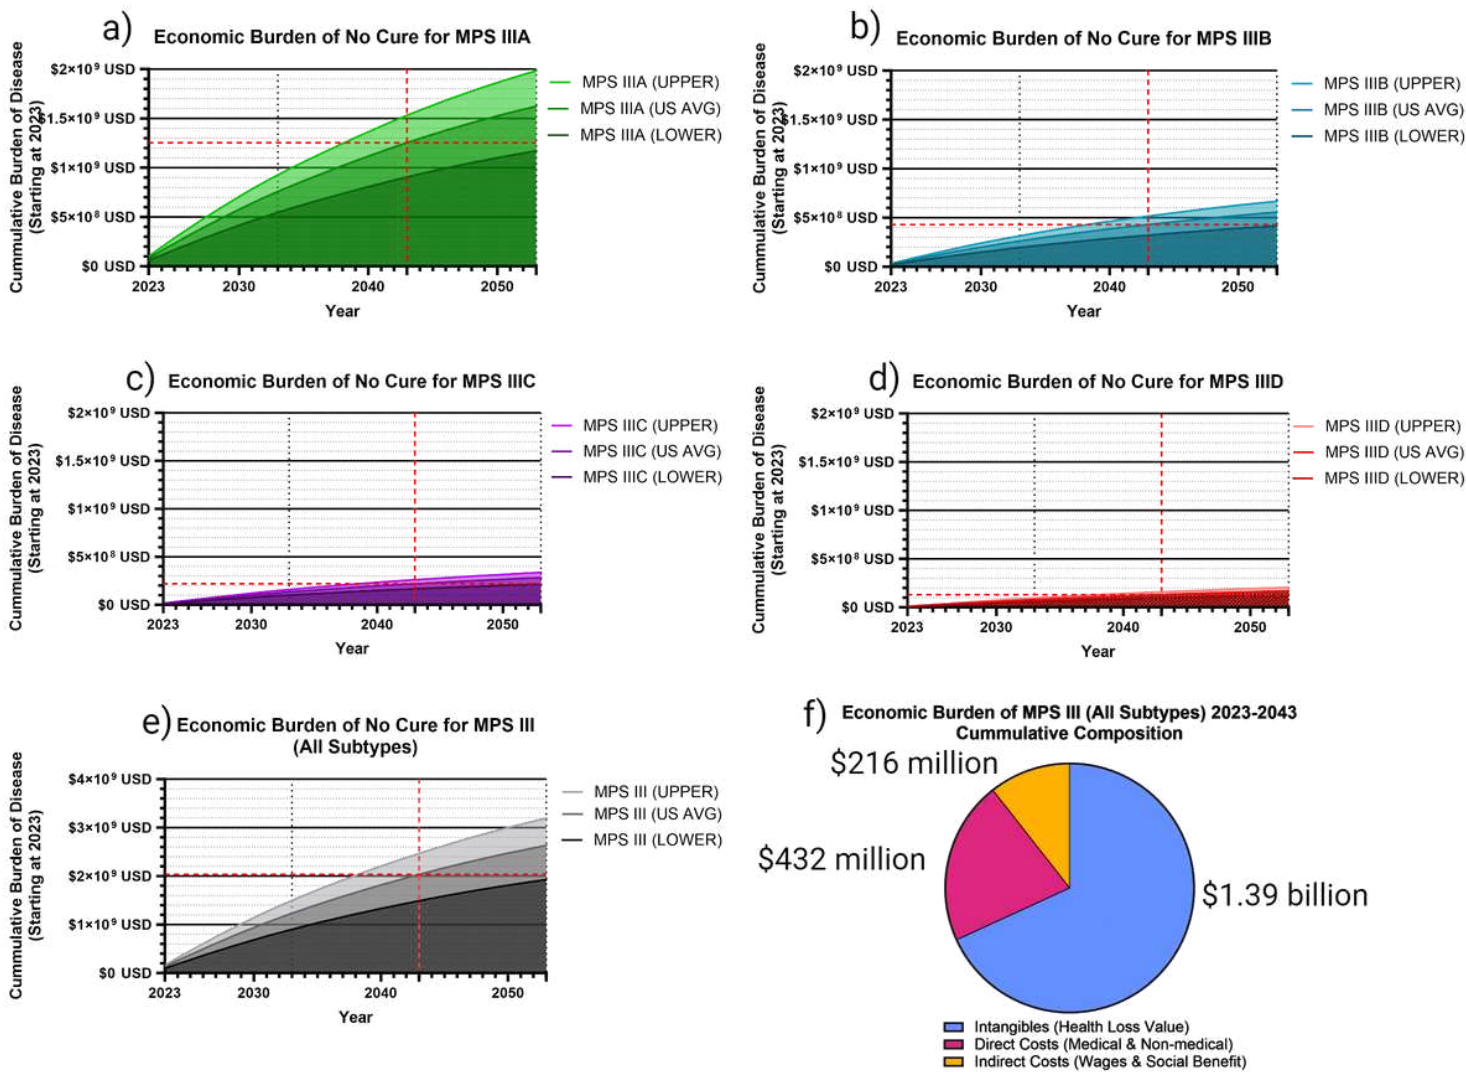 a)
Economic Burden of No Cure for MPS IIIA
Cummulative Burden of Disease
(Starting at 2023)
$2×10⁹ USD
$1.5×10⁹ USD
$1×10⁹ USD
$5×10⁸ USD
$0 USD
2023 2030 2040 2050
Year
MPS IIIA (UPPER)
MPS IIIA (US AVG)
MPS IIIA (LOWER)
b)
Economic Burden of No Cure for MPS IIIB
Cummulative Burden of Disease
(Starting at 2023)
$2×10⁹ USD
$1.5×10⁹ USD
$1×10⁹ USD
$5×10⁸ USD
$0 USD
2023 2030 2040 2050
Year
MPS IIIB (UPPER)
MPS IIIB (US AVG)
MPS IIIB (LOWER)
c)
Economic Burden of No Cure for MPS IIIC
Cummulative Burden of Disease
(Starting at 2023)
$2×10⁹ USD
$1.5×10⁹ USD
$1×10⁹ USD
$5×10⁸ USD
$0 USD
2023 2030 2040 2050
Year
MPS IIIC (UPPER)
MPS IIIC (US AVG)
MPS IIIC (LOWER)
d)
Economic Burden of No Cure for MPS IIID
Cummulative Burden of Disease
(Starting at 2023)
$2×10⁹ USD
$1.5×10⁹ USD
$1×10⁹ USD
$5×10⁸ USD
$0 USD
2023 2030 2040 2050
Year
MPS IIID (UPPER)
MPS IIID (US AVG)
MPS IIID (LOWER)
e)
Economic Burden of No Cure for MPS III
(All Subtypes)
Cummulative Burden of Disease
(Starting at 2023)
$4×10⁹ USD
$3×10⁹ USD
$2×10⁹ USD
$1×10⁹ USD
$0 USD
2023 2030 2040 2050
Year
MPS III (UPPER)
MPS III (US AVG)
MPS III (LOWER)
f)
Economic Burden of MPS III (All Subtypes) 2023-2043
Cummulative Composition
$216 million
$432 million
$1.39 billion
Intangibles (Health Loss Value)
Direct Costs (Medical & Non-medical)
Indirect Costs (Wages & Social Benefit)